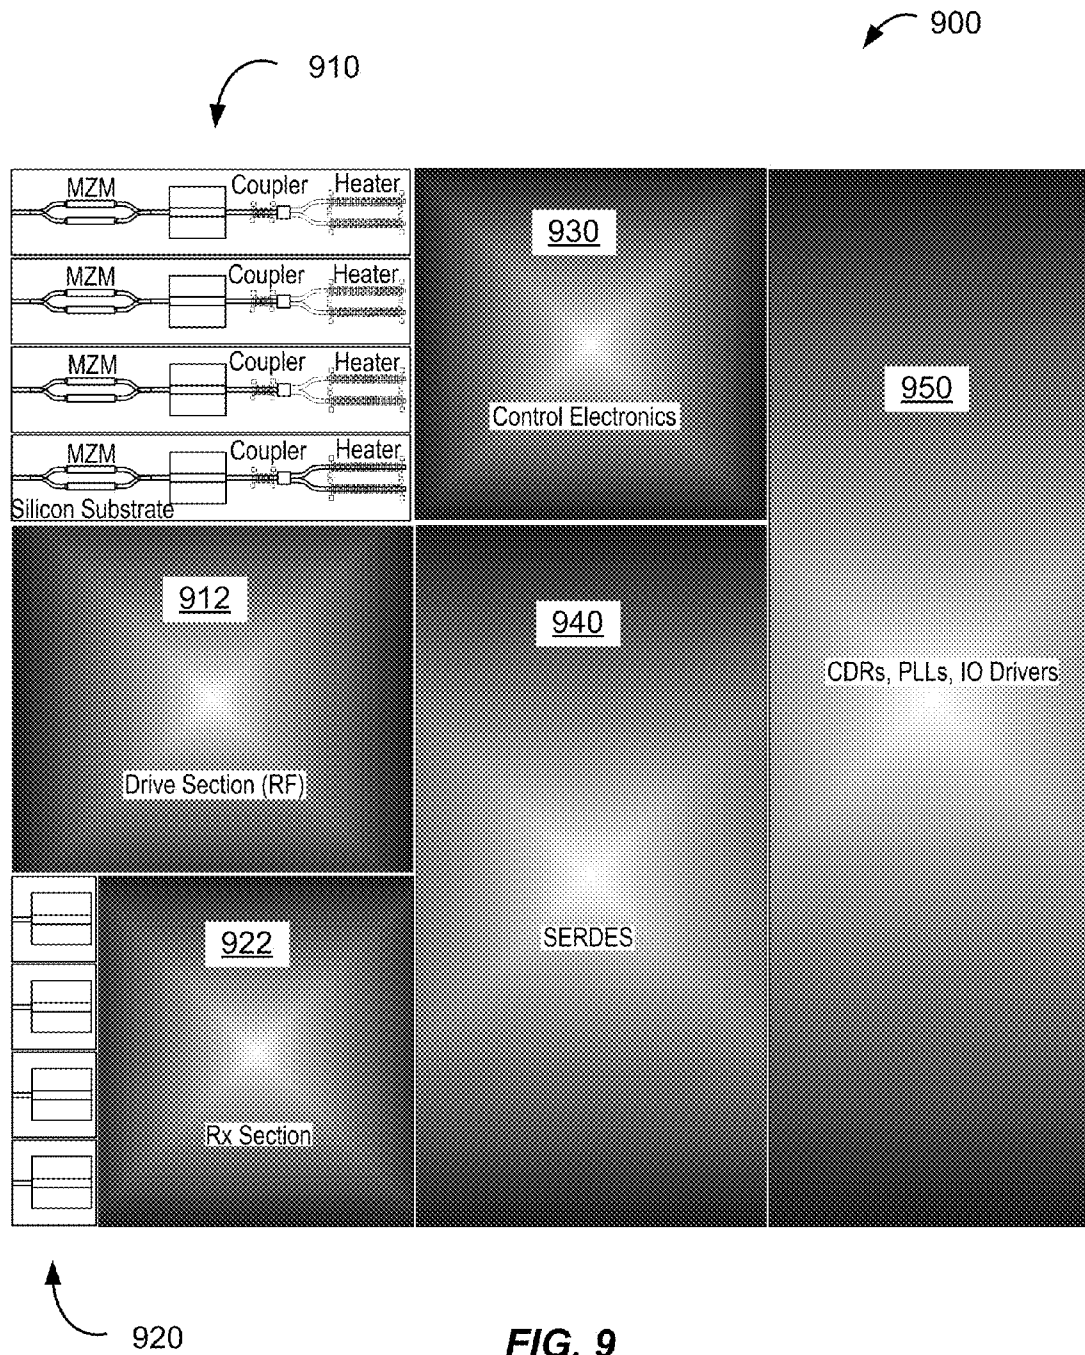 900
910
MZM Coupler Heater
930
MZM Coupler Heater
MZM Coupler Heater
950
Control Electronics
MZM Coupler Heater
Silicon Substrate
912
940
CDRs, PLLs, IO Drivers
Drive Section (RF)
922
SERDES
Rx Section
920
FIG. 9